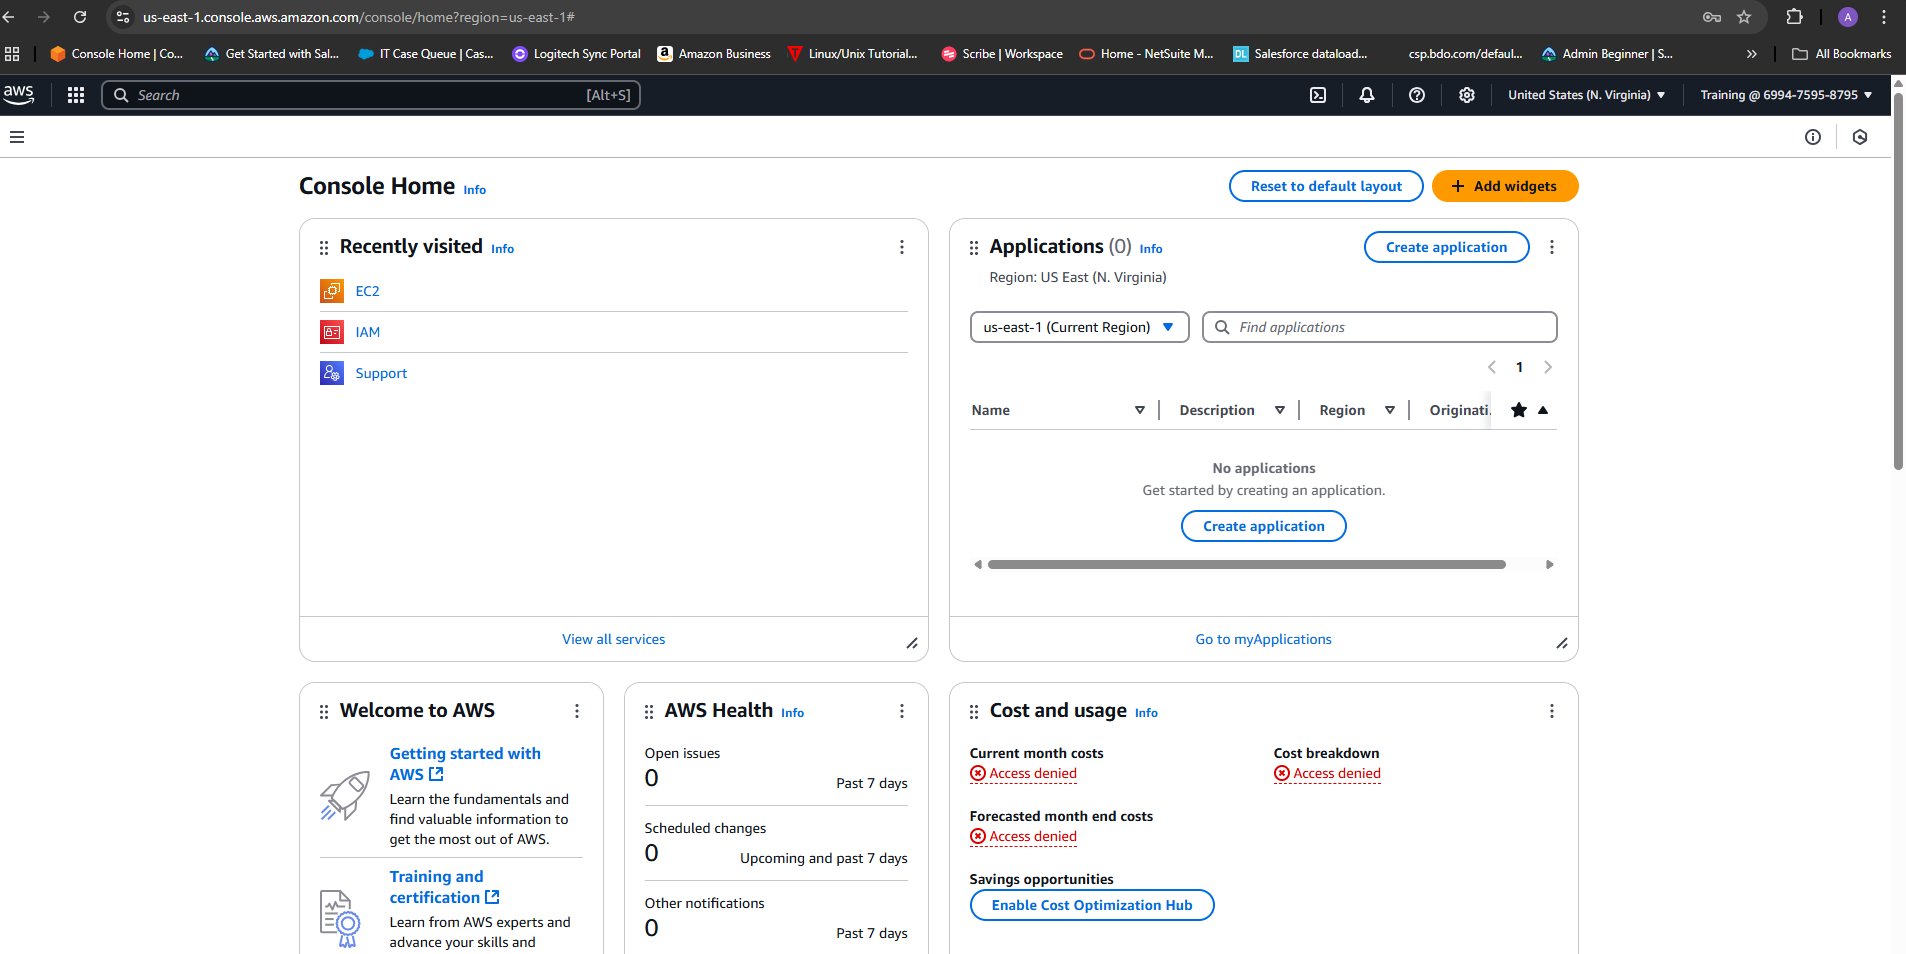 us-east-1.console.aws.amazon.com/console/home?region=us-east-1#
A
Console Home | Co...
Get Started with Sal...
IT Case Queue | Cas...
Logitech Sync Portal
a
Amazon Business
Linux/Unix Tutorial...
Scribe | Workspace
Home - NetSuite M...
DL
Salesforce dataload...
csp.bdo.com/defaul...
Admin Beginner | S...
»
All Bookmarks
aws
Search
[Alt+S]
United States (N. Virginia)
Training @ 6994-7595-8795
Console Home Info
Reset to default layout
+ Add widgets
Recently visited Info
EC2
IAM
Support
View all services
Applications (0) Info
Create application
Region: US East (N. Virginia)
us-east-1 (Current Region)
Find applications
1
Name
Description
Region
Originati.
No applications
Get started by creating an application.
Create application
Go to myApplications
Welcome to AWS
Getting started with
AWS
Learn the fundamentals and
find valuable information to
get the most out of AWS.
Training and
certification
Learn from AWS experts and
advance your skills and
AWS Health Info
Open issues
0
Past 7 days
Scheduled changes
0
Upcoming and past 7 days
Other notifications
0
Past 7 days
Cost and usage Info
Current month costs
Access denied
Cost breakdown
Access denied
Forecasted month end costs
Access denied
Savings opportunities
Enable Cost Optimization Hub